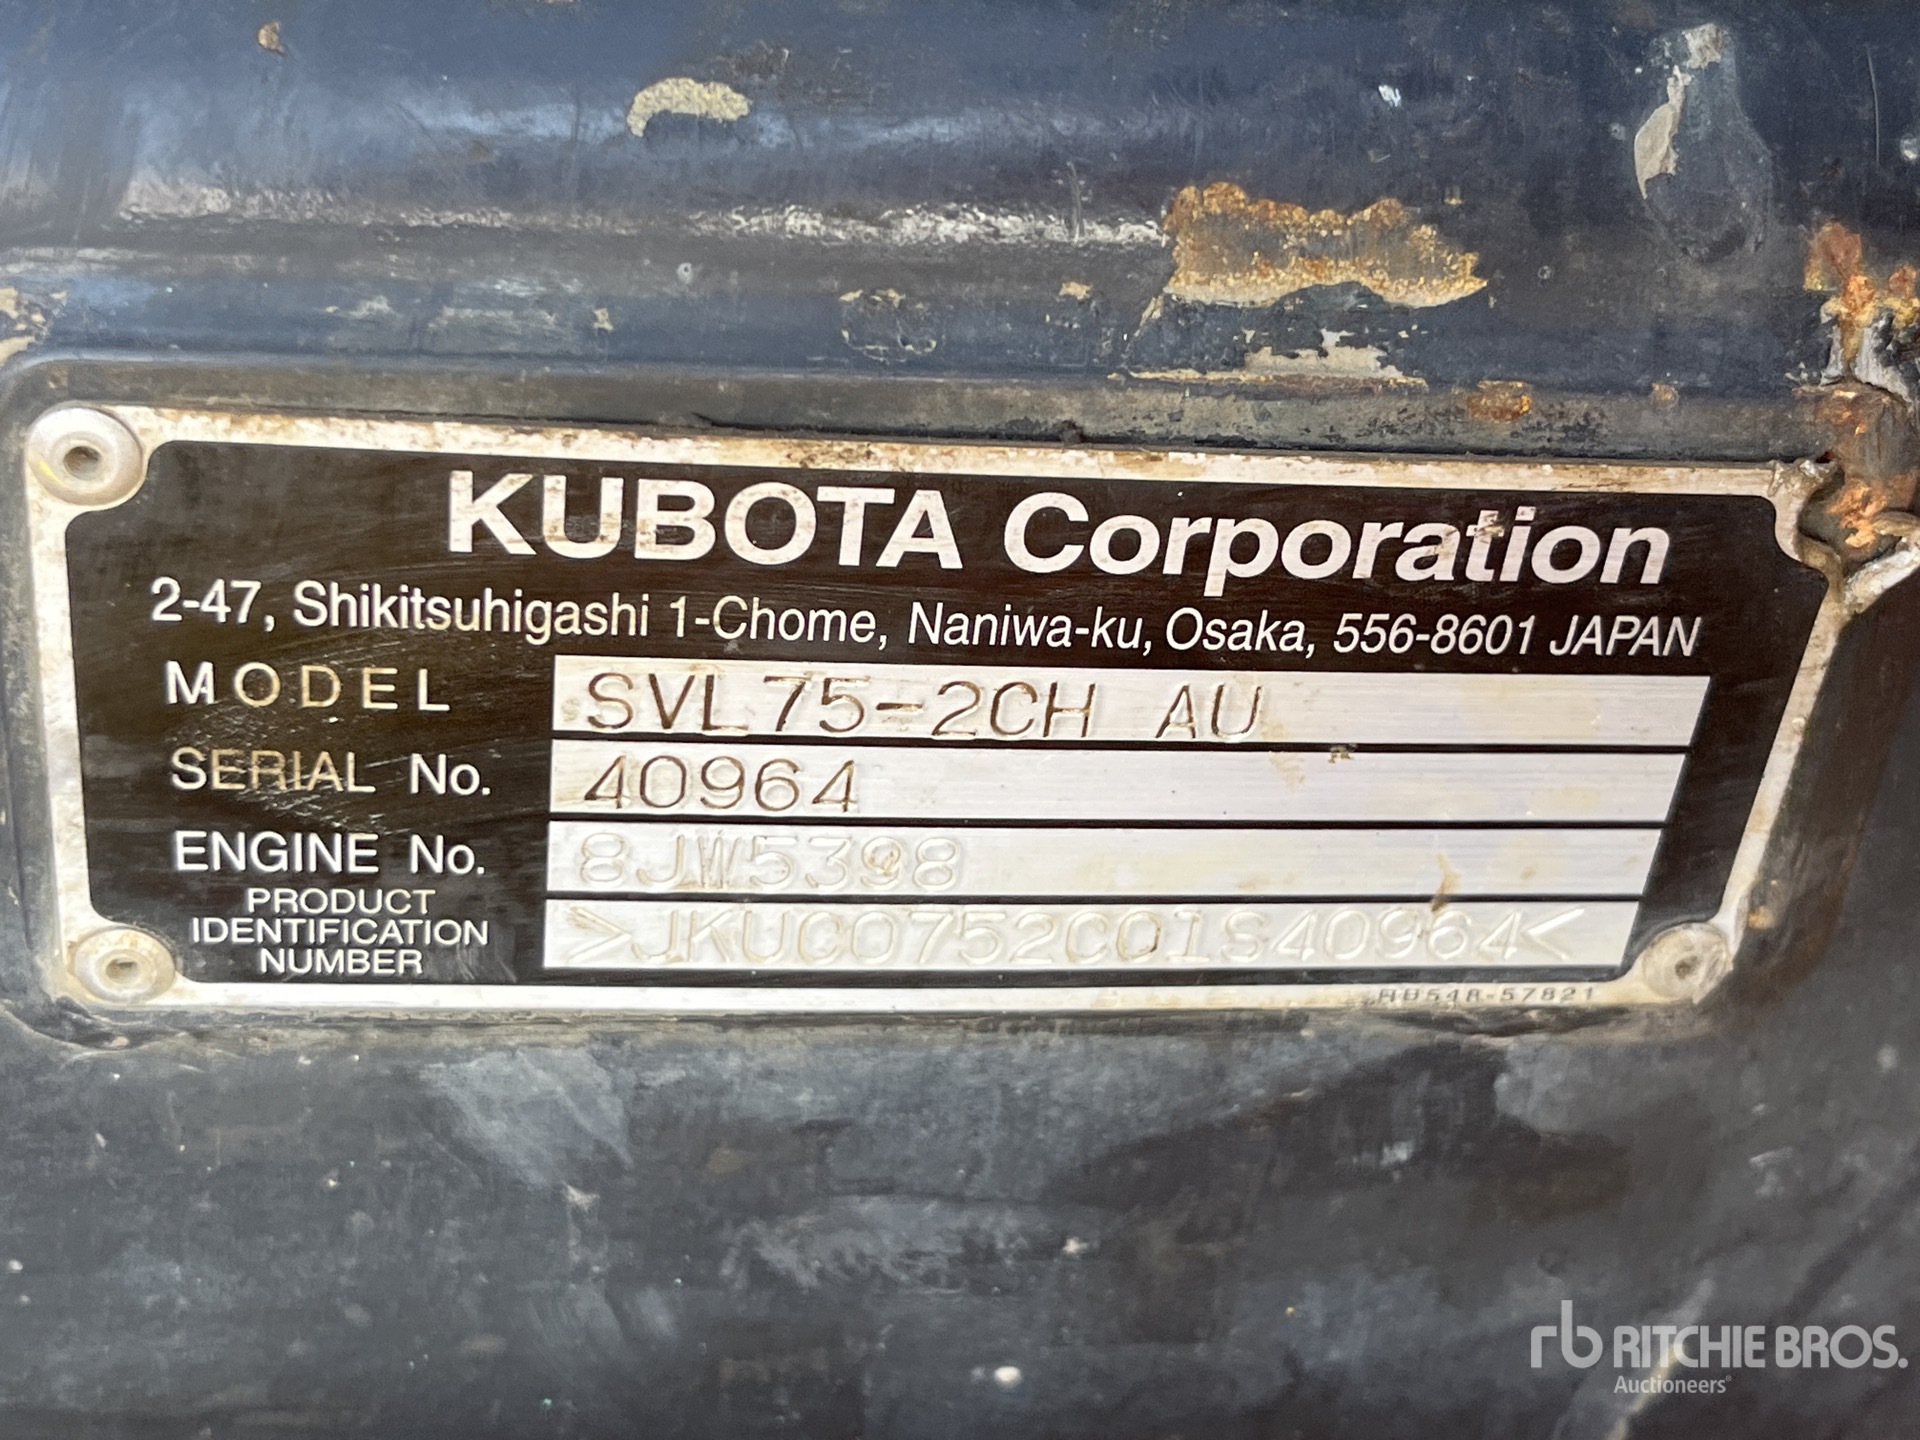 KUBOTA Corporation
2-47, Shikitsuhigashi 1-Chome, Naniwa-ku, Osaka, 556-8601 JAPAN
MODEL SVL75-2CH AU
SERIAL No. 40964
ENGINE No. 8JW5398
PRODUCT
IDENTIFICATION
NUMBER >JKUC0752C01S40964<
rb RITCHIE BROS.
Auctioneers